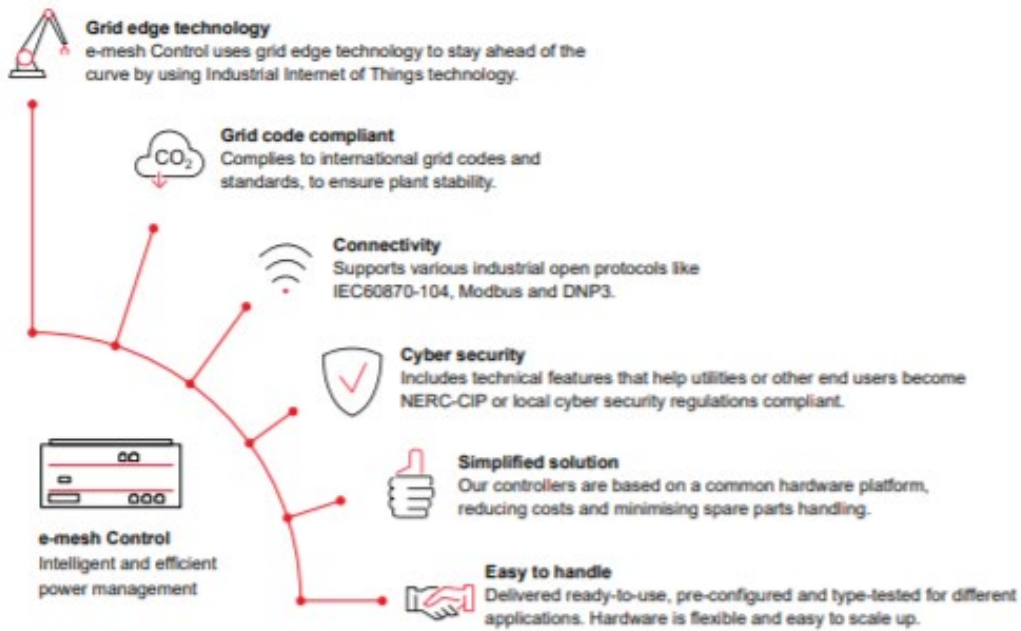 Grid edge technology
e-mesh Control uses grid edge technology to stay ahead of the
curve by using Industrial Internet of Things technology.
CO₂
Grid code compliant
Complies to international grid codes and
standards, to ensure plant stability.
Connectivity
Supports various industrial open protocols like
IEC60870-104, Modbus and DNP3.
Cyber security
Includes technical features that help utilities or other end users become
NERC-CIP or local cyber security regulations compliant.
Simplified solution
Our controllers are based on a common hardware platform,
reducing costs and minimising spare parts handling.
e-mesh Control
Intelligent and efficient
power management
Easy to handle
Delivered ready-to-use, pre-configured and type-tested for different
applications. Hardware is flexible and easy to scale up.